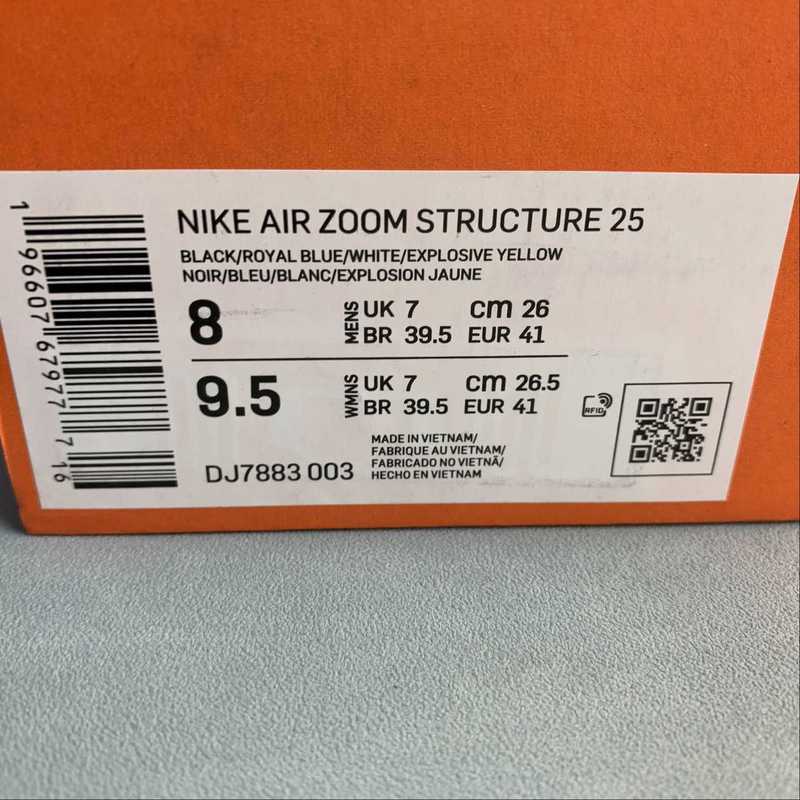 NIKE AIR ZOOM STRUCTURE 25
BLACK/ROYAL BLUE/WHITE/EXPLOSIVE YELLOW
NOIR/BLEU/BLANC/EXPLOSION JAUNE
8 MENS UK 7 cm 26
BR 39.5 EUR 41
9.5 WMNS UK 7 cm 26.5
BR 39.5 EUR 41
RFID
DJ7883 003
MADE IN VIETNAM/
FABRIQUE AU VIETNAM/
FABRICADO NO VIETNÃ/
HECHO EN VIETNAM
1 96607 67977 7 16